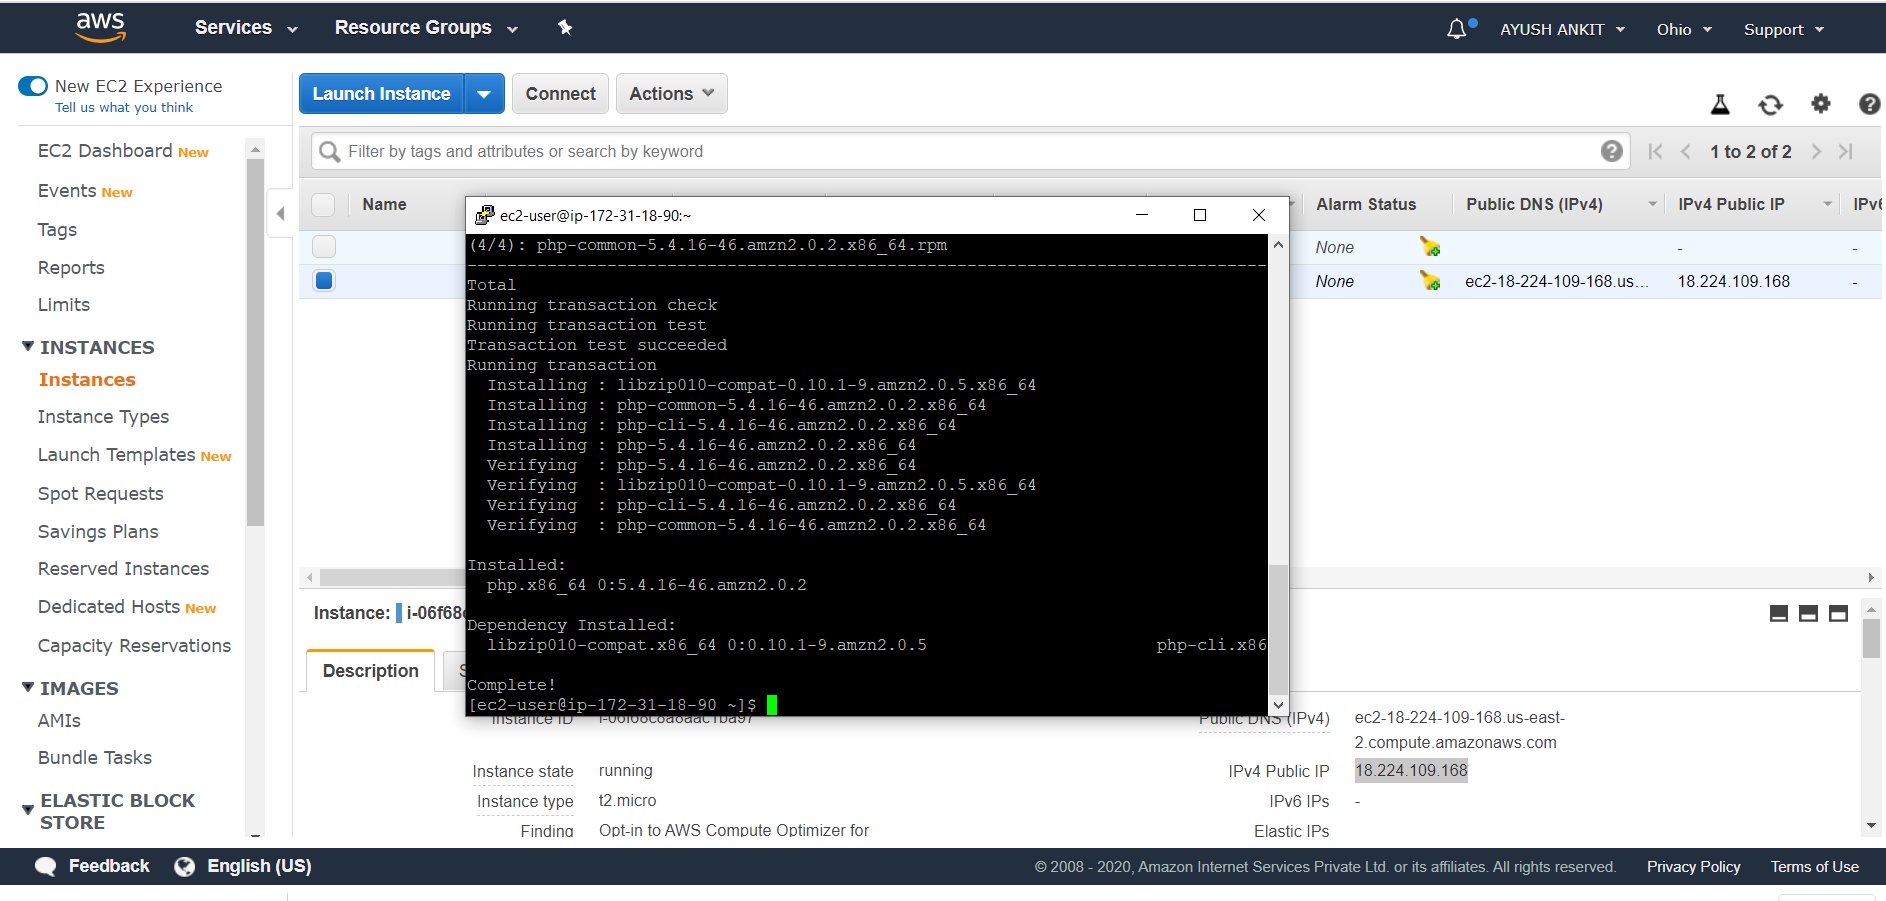 aws
Services
Resource Groups
AYUSH ANKIT
Ohio
Support
New EC2 Experience
Tell us what you think
EC2 Dashboard New
Events New
Tags
Reports
Limits
INSTANCES
Instances
Instance Types
Launch Templates New
Spot Requests
Savings Plans
Reserved Instances
Dedicated Hosts New
Capacity Reservations
IMAGES
AMIs
Bundle Tasks
ELASTIC BLOCK
STORE
Launch Instance
Connect
Actions
Filter by tags and attributes or search by keyword
1 to 2 of 2
Name
Alarm Status
Public DNS (IPv4)
IPv4 Public IP
IPv6
None
-
-
None
ec2-18-224-109-168.us...
18.224.109.168
-
ec2-user@ip-172-31-18-90:~
(4/4): php-common-5.4.16-46.amzn2.0.2.x86_64.rpm
--------------------------------------------------------------------------------
Total
Running transaction check
Running transaction test
Transaction test succeeded
Running transaction
Installing : libzip010-compat-0.10.1-9.amzn2.0.5.x86_64
Installing : php-common-5.4.16-46.amzn2.0.2.x86_64
Installing : php-cli-5.4.16-46.amzn2.0.2.x86_64
Installing : php-5.4.16-46.amzn2.0.2.x86_64
Verifying : php-5.4.16-46.amzn2.0.2.x86_64
Verifying : libzip010-compat-0.10.1-9.amzn2.0.5.x86_64
Verifying : php-cli-5.4.16-46.amzn2.0.2.x86_64
Verifying : php-common-5.4.16-46.amzn2.0.2.x86_64
Installed:
php.x86_64 0:5.4.16-46.amzn2.0.2
Dependency Installed:
libzip010-compat.x86_64 0:0.10.1-9.amzn2.0.5 php-cli.x86
Complete!
[ec2-user@ip-172-31-18-90 ~]$
Instance: i-06f68c
Description
Instance ID
Public DNS (IPv4)
ec2-18-224-109-168.us-east-
2.compute.amazonaws.com
Instance state
running
IPv4 Public IP
18.224.109.168
Instance type
t2.micro
IPv6 IPs
-
Finding
Opt-in to AWS Compute Optimizer for
Elastic IPs
Feedback
English (US)
© 2008 - 2020, Amazon Internet Services Private Ltd. or its affiliates. All rights reserved.
Privacy Policy
Terms of Use